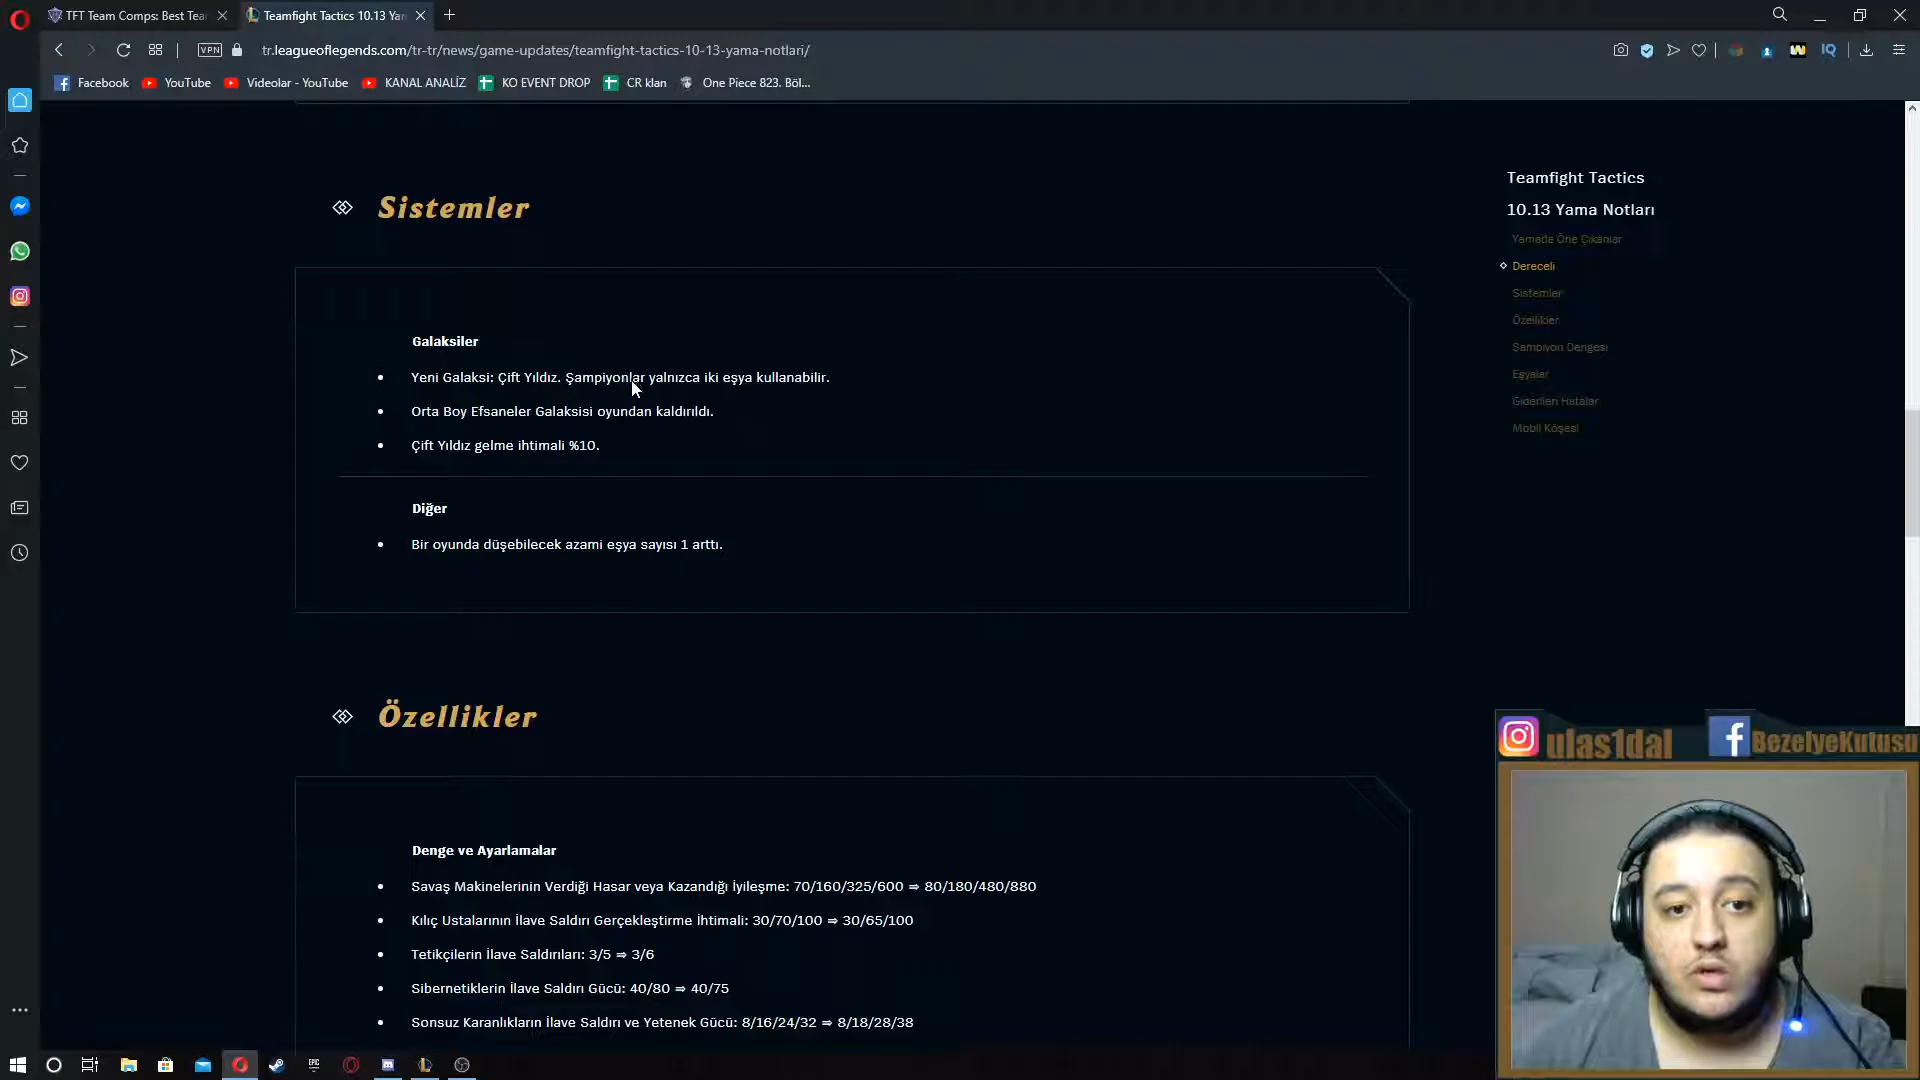 TFT Team Comps: Best Tea
Teamfight Tactics 10.13 Yar
VPN
tr.leagueoflegends.com/tr-tr/news/game-updates/teamfight-tactics-10-13-yama-notlari/
Facebook
YouTube
Videolar - YouTube
KANAL ANALİZ
KO EVENT DROP
CR klan
One Piece 823. Böl...
Sistemler
Galaksiler
Yeni Galaksi: Çift Yıldız. Şampiyonlar yalnızca iki eşya kullanabilir.
Orta Boy Efsaneler Galaksisi oyundan kaldırıldı.
Çift Yıldız gelme ihtimali %10.
Diğer
Bir oyunda düşebilecek azami eşya sayısı 1 arttı.
Özellikler
Denge ve Ayarlamalar
Savaş Makinelerinin Verdiği Hasar veya Kazandığı İyileşme: 70/160/325/600 ⇒ 80/180/480/880
Kılıç Ustalarının İlave Saldırı Gerçekleştirme İhtimali: 30/70/100 ⇒ 30/65/100
Tetikçilerin İlave Saldırıları: 3/5 ⇒ 3/6
Sibernetiklerin İlave Saldırı Gücü: 40/80 ⇒ 40/75
Sonsuz Karanlıkların İlave Saldırı ve Yetenek Gücü: 8/16/24/32 ⇒ 8/18/28/38
Teamfight Tactics
10.13 Yama Notları
Yamada Öne Çıkanlar
Dereceli
Sistemler
Özellikler
Şampiyon Dengesi
Eşyalar
Giderilen Hatalar
Mobil Köşesi
ulas1dal
BezelyeKutusu
IQ
EPIC